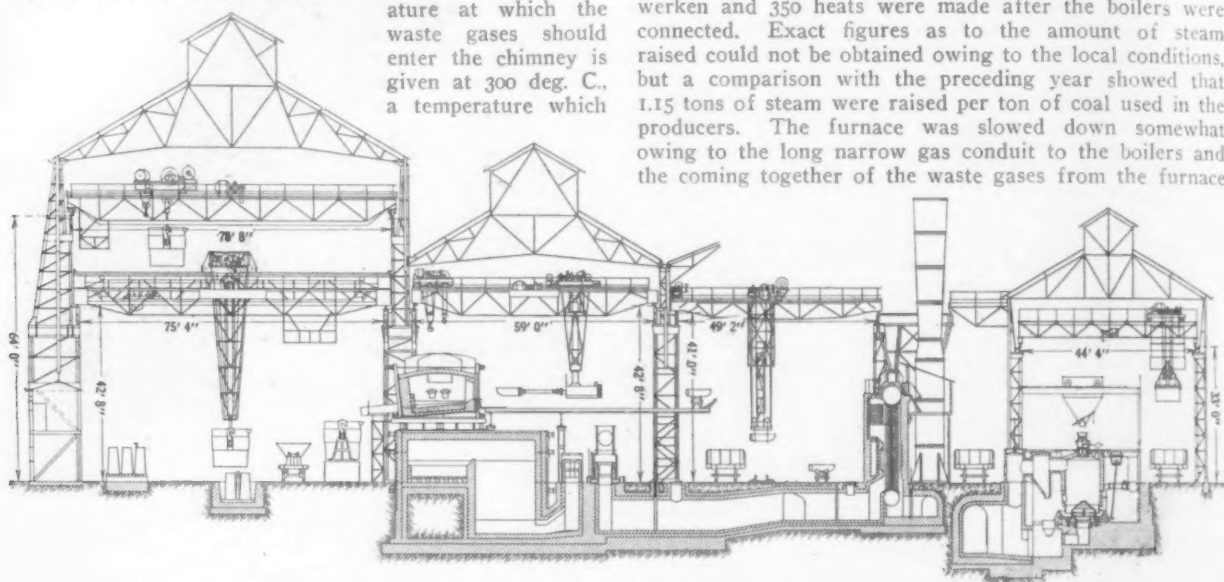 ature at which the
waste gases should
enter the chimney is
given at 300 deg. C.,
a temperature which
werken and 350 heats were made after the boilers were
connected. Exact figures as to the amount of steam
raised could not be obtained owing to the local conditions,
but a comparison with the preceding year showed that
1.15 tons of steam were raised per ton of coal used in the
producers. The furnace was slowed down somewhat
owing to the long narrow gas conduit to the boilers and
the coming together of the waste gases from the furnace
78' 8"
64' 0"
75' 4"
42' 8"
59' 0"
42' 8"
49' 2"
42' 0"
44' 4"
33' 0"